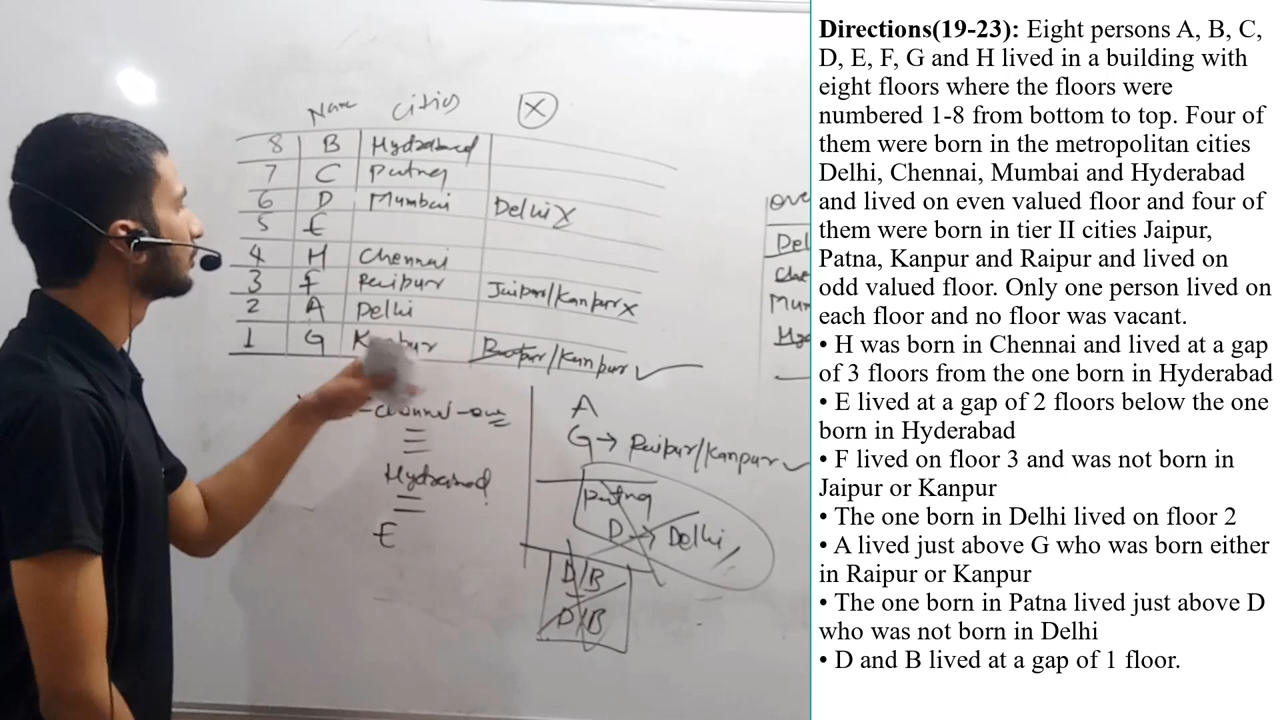 Name Cities X
8 B Hydrabad
7 C Patna
6 D Mumbai Delhi X
5 E
4 H Chennai
3 F Raipur Jaipur/Kanpur X
2 A Delhi
1 G Kanpur /Kanpur
Chennai
Hydrabad
E
A
G → Raipur/Kanpur
Patna
D → Delhi
D/B
D/B
Del
Che
Mum
Hyd
Directions(19-23): Eight persons A, B, C,
D, E, F, G and H lived in a building with
eight floors where the floors were
numbered 1-8 from bottom to top. Four of
them were born in the metropolitan cities
Delhi, Chennai, Mumbai and Hyderabad
and lived on even valued floor and four of
them were born in tier II cities Jaipur,
Patna, Kanpur and Raipur and lived on
odd valued floor. Only one person lived on
each floor and no floor was vacant.
• H was born in Chennai and lived at a gap
of 3 floors from the one born in Hyderabad
• E lived at a gap of 2 floors below the one
born in Hyderabad
• F lived on floor 3 and was not born in
Jaipur or Kanpur
• The one born in Delhi lived on floor 2
• A lived just above G who was born either
in Raipur or Kanpur
• The one born in Patna lived just above D
who was not born in Delhi
• D and B lived at a gap of 1 floor.